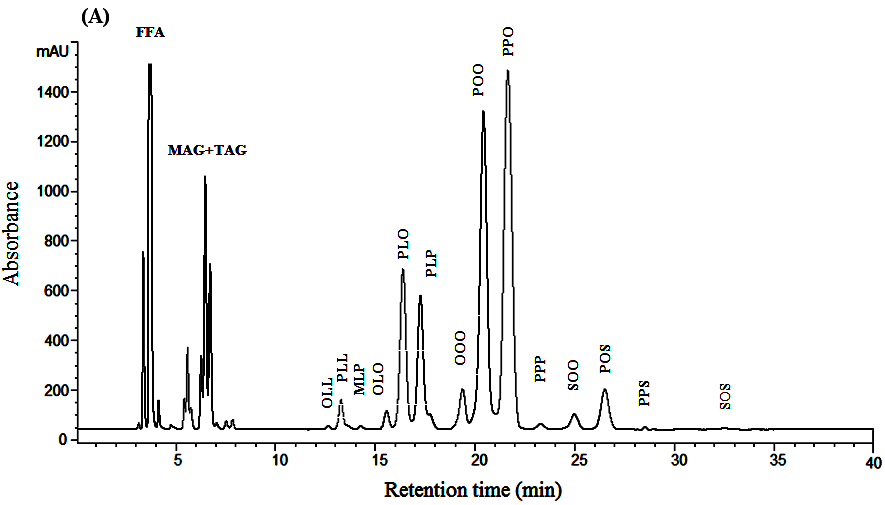 (A)
FFA
mAU
PPO
POO
1400
1200
MAG+TAG
1000
PLO
PLP
800
600
OOO
400
OLL
PLL
MLP
OLO
PPP
SOO
POS
PPS
SOS
200
0
5
10
15
20
25
30
35
40
Absorbance
Retention time (min)